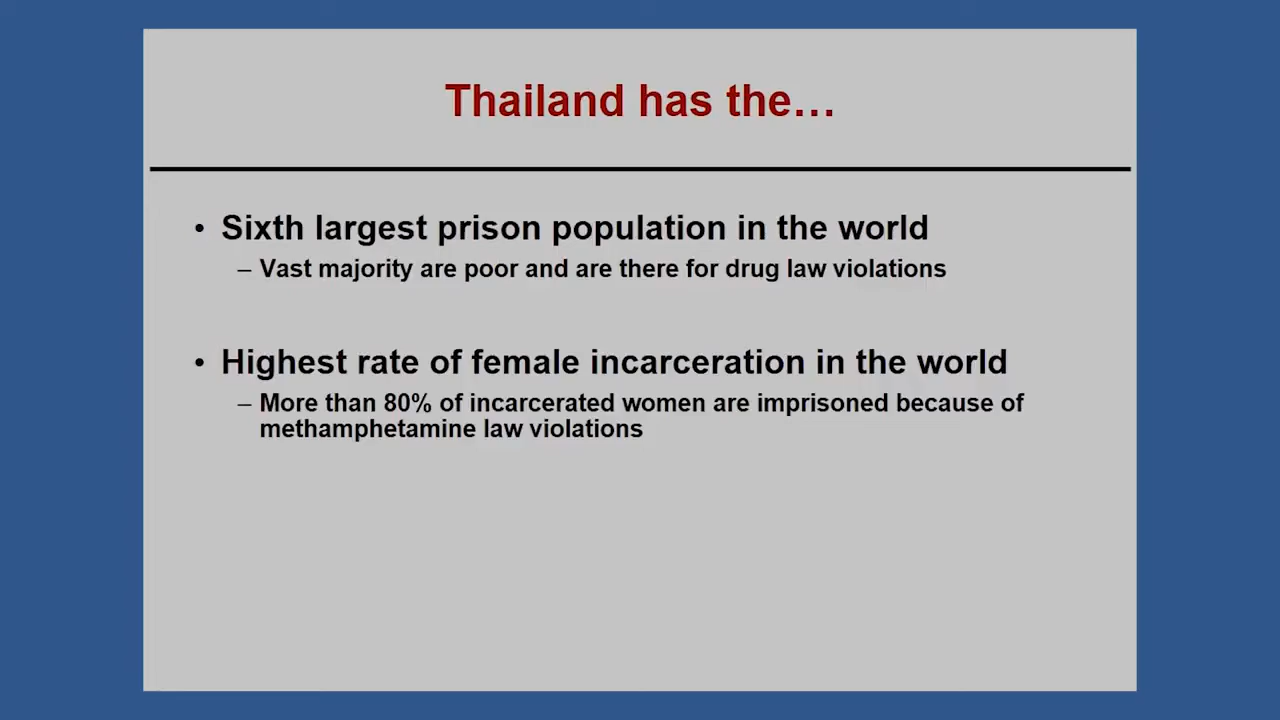 Thailand has the…
• Sixth largest prison population in the world
– Vast majority are poor and are there for drug law violations
• Highest rate of female incarceration in the world
– More than 80% of incarcerated women are imprisoned because of
methamphetamine law violations